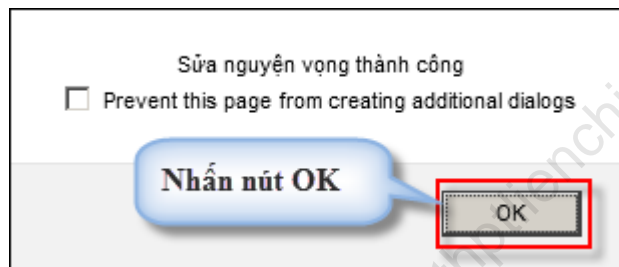 Sửa nguyện vọng thành công
Prevent this page from creating additional dialogs
Nhấn nút OK
OK